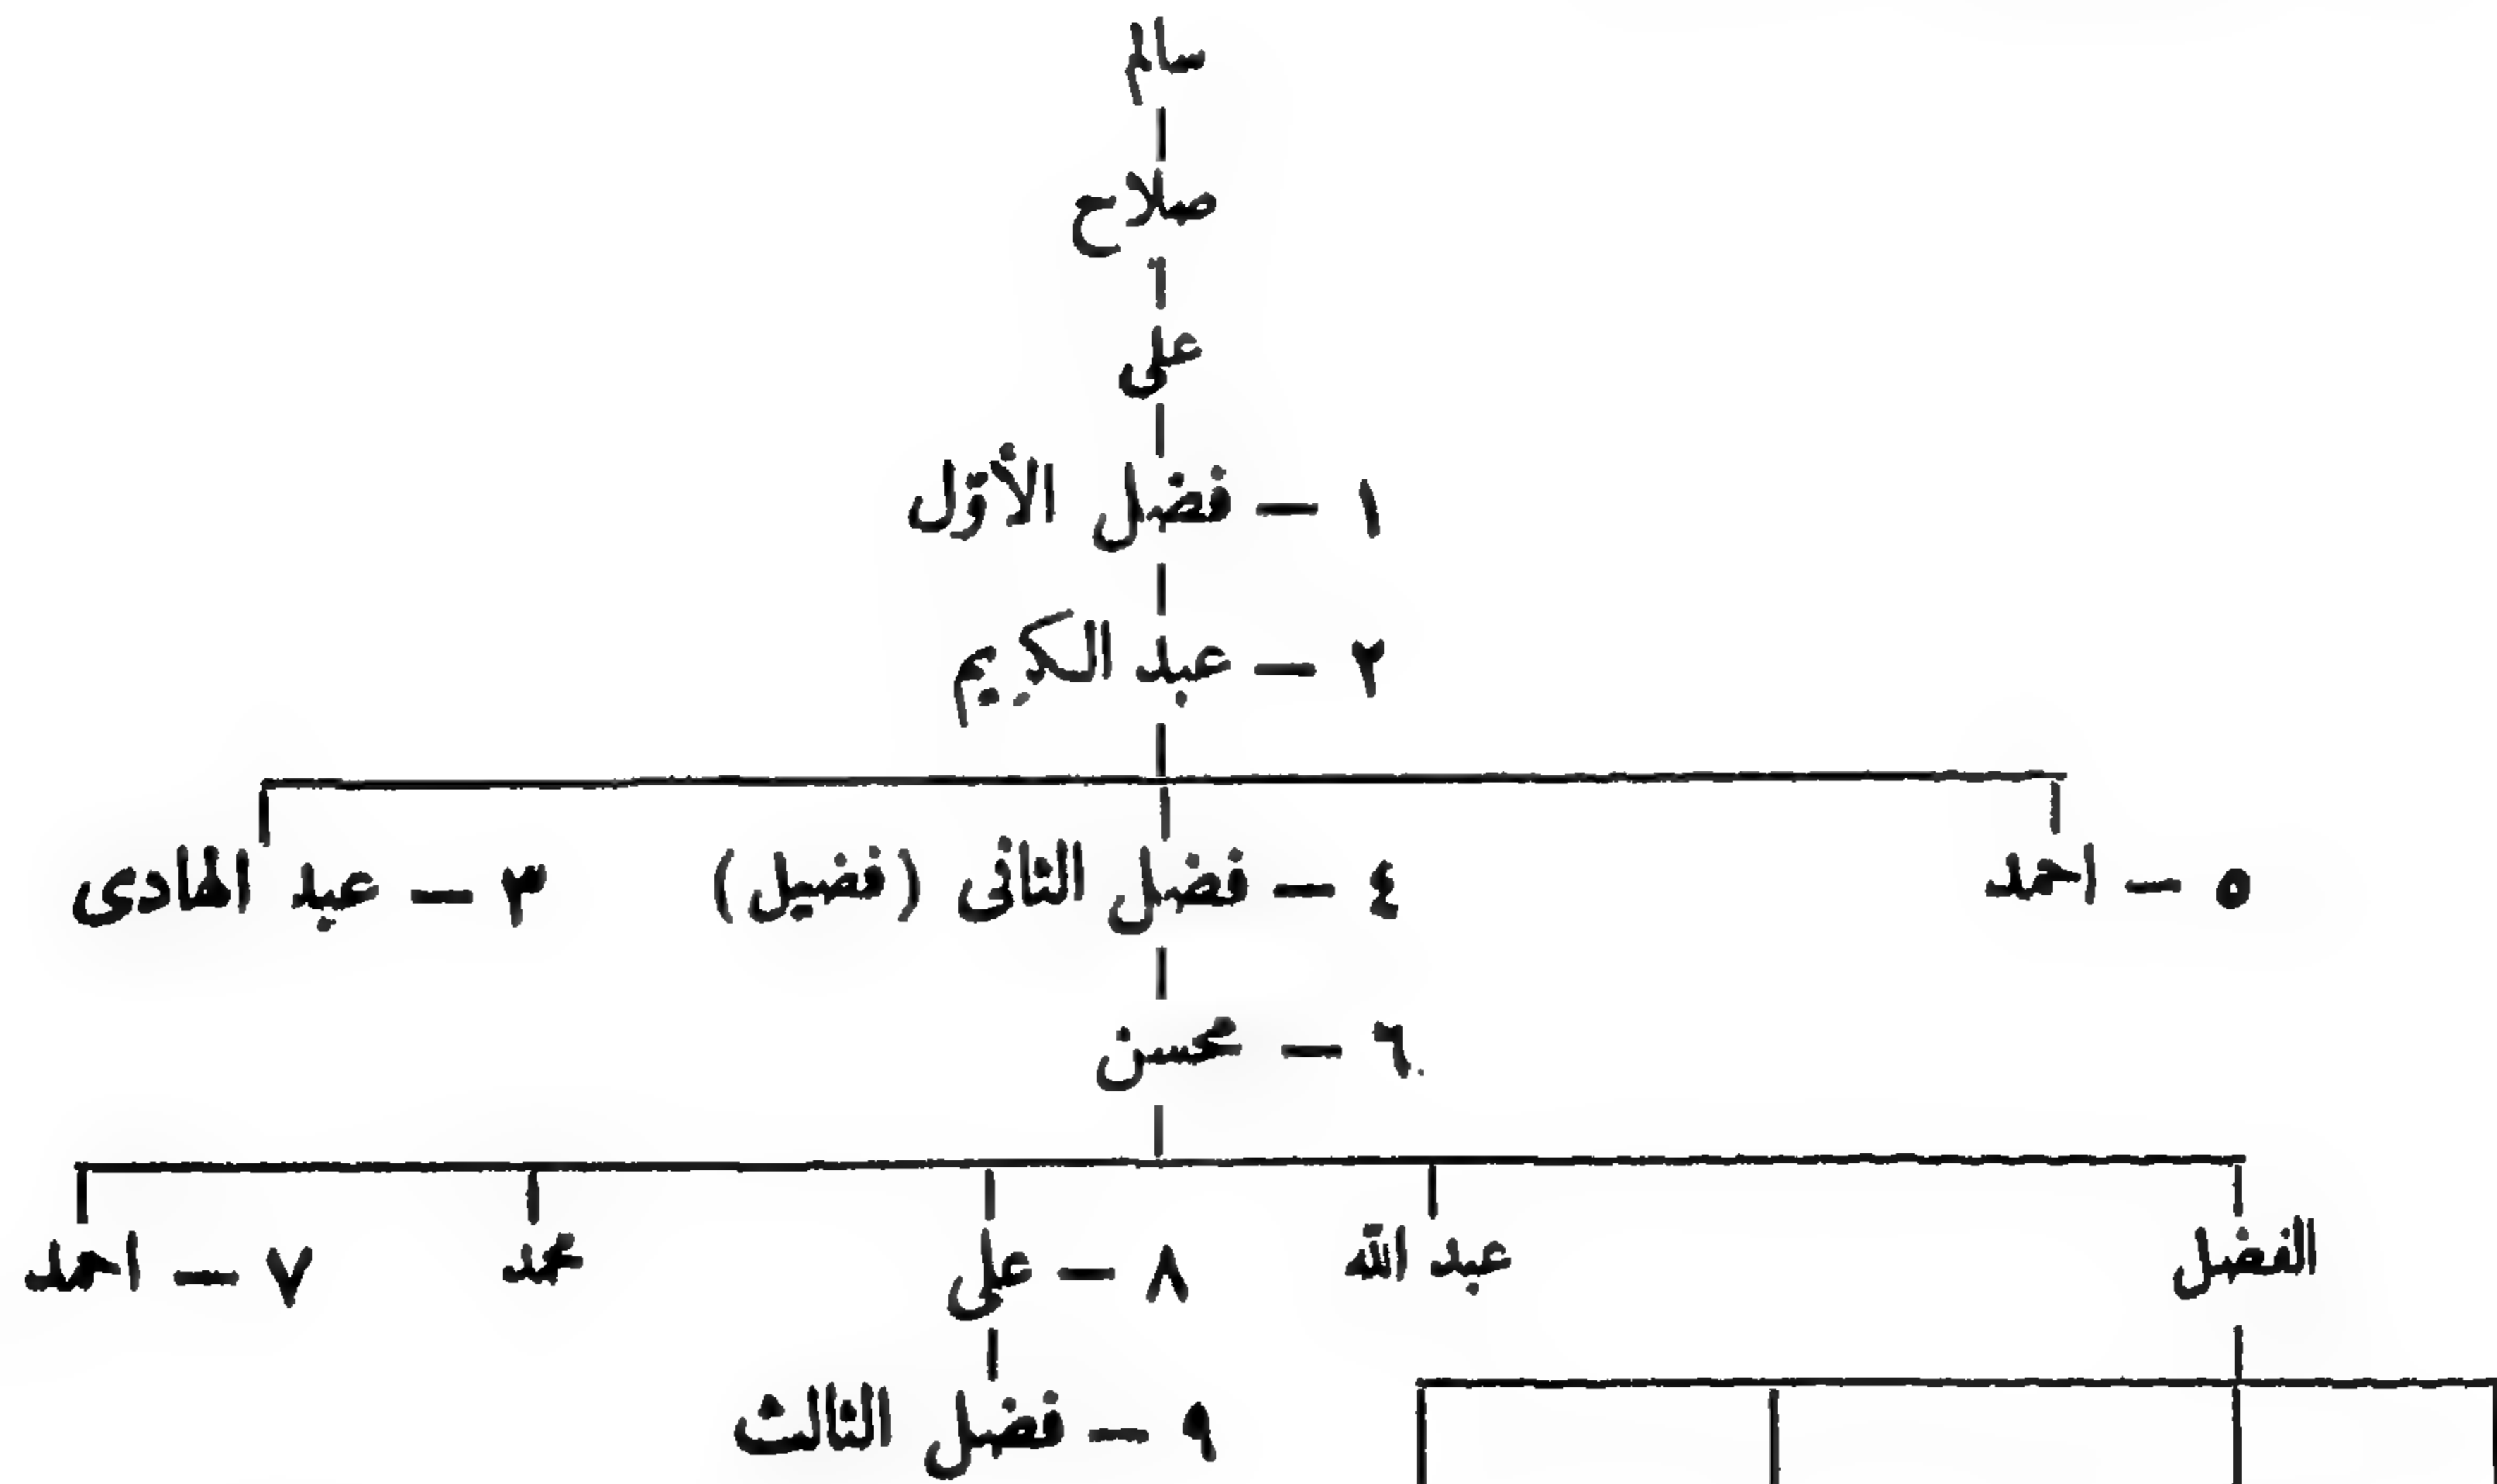 سالم
صلاح
على
١ — فضل الأوّل
٢ — عبد الكريم
٥ — احمد
٤ — فضل الثانى (فضيل)
٣ — عبد الهادى
٦ — محسن
الفضل
عبد الله
٨ — على
محمد
٧ — احمد
٩ — فضل الثالث